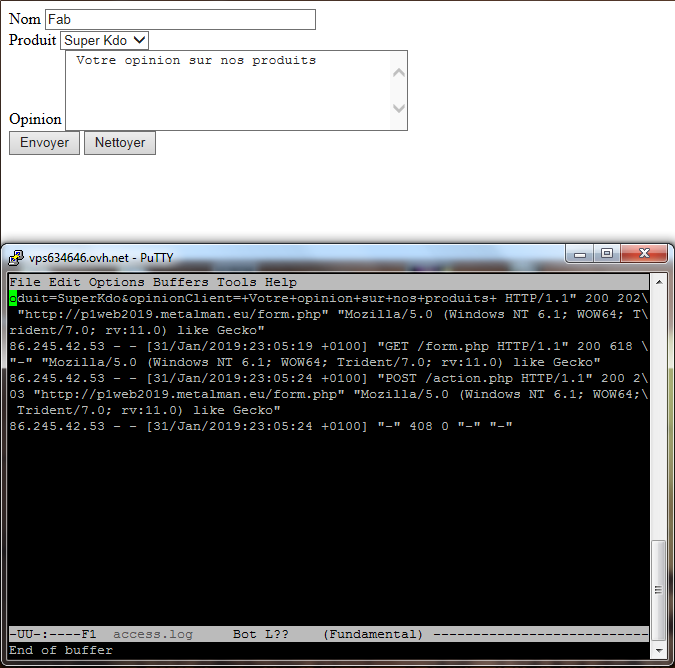 Nom Fab
Produit Super Kdo
Votre opinion sur nos produits
Opinion
Envoyer Nettoyer
vps634646.ovh.net - PuTTY
File Edit Options Buffers Tools Help
oduit=SuperKdo&opinionClient=+Votre+opinion+sur+nos+produits+ HTTP/1.1" 200 202\
"http://p1web2019.metalman.eu/form.php" "Mozilla/5.0 (Windows NT 6.1; WOW64; T\
rident/7.0; rv:11.0) like Gecko"
86.245.42.53 - - [31/Jan/2019:23:05:19 +0100] "GET /form.php HTTP/1.1" 200 618 \
"-" "Mozilla/5.0 (Windows NT 6.1; WOW64; Trident/7.0; rv:11.0) like Gecko"
86.245.42.53 - - [31/Jan/2019:23:05:24 +0100] "POST /action.php HTTP/1.1" 200 2\
03 "http://p1web2019.metalman.eu/form.php" "Mozilla/5.0 (Windows NT 6.1; WOW64;\
Trident/7.0; rv:11.0) like Gecko"
86.245.42.53 - - [31/Jan/2019:23:05:24 +0100] "-" 408 0 "-" "-"
-UU-:----F1 access.log Bot L?? (Fundamental) ---------------------------
End of buffer